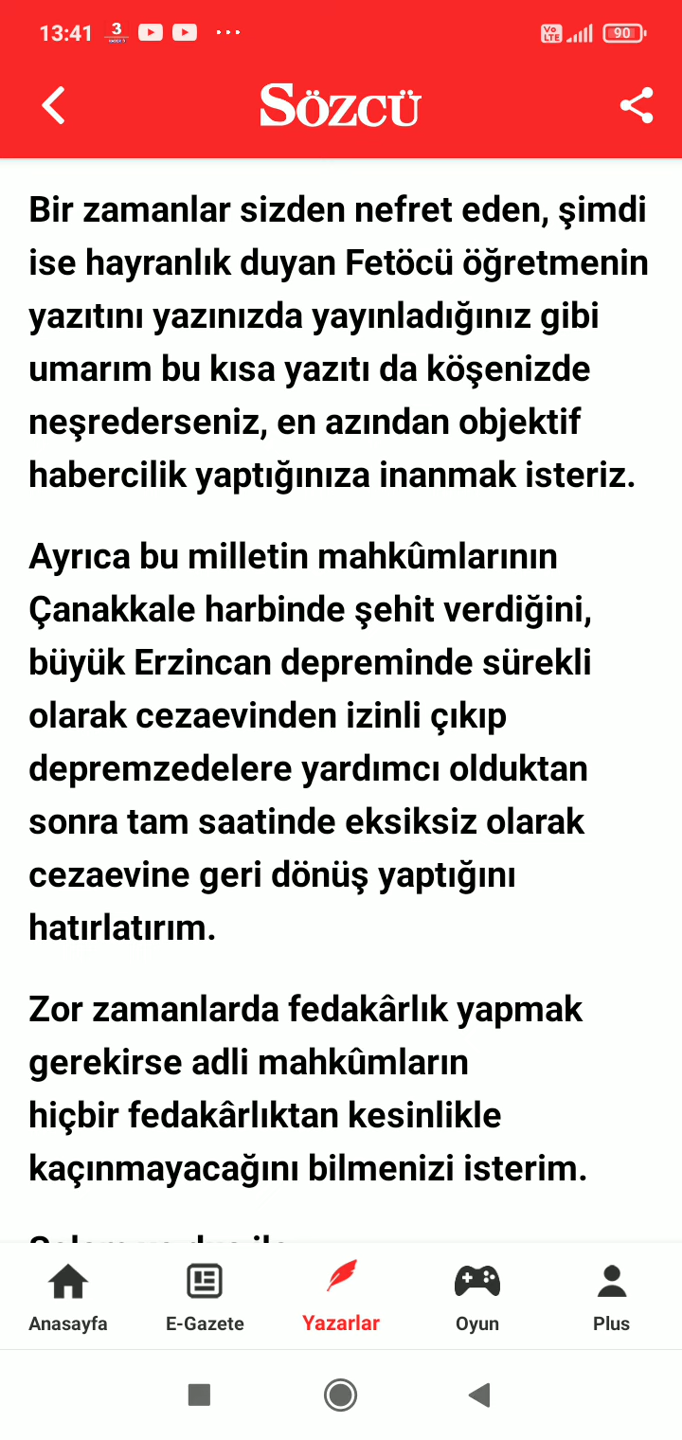 13:41 3 ... Vo LTE 90
SÖZCÜ
Bir zamanlar sizden nefret eden, şimdi
ise hayranlık duyan Fetöcü öğretmenin
yazıtını yazınızda yayınladığınız gibi
umarım bu kısa yazıtı da köşenizde
neşrederseniz, en azından objektif
habercilik yaptığınıza inanmak isteriz.
Ayrıca bu milletin mahkûmlarının
Çanakkale harbinde şehit verdiğini,
büyük Erzincan depreminde sürekli
olarak cezaevinden izinli çıkıp
depremzedelere yardımcı olduktan
sonra tam saatinde eksiksiz olarak
cezaevine geri dönüş yaptığını
hatırlatırım.
Zor zamanlarda fedakârlık yapmak
gerekirse adli mahkûmların
hiçbir fedakârlıktan kesinlikle
kaçınmayacağını bilmenizi isterim.
Anasayfa E-Gazete Yazarlar Oyun Plus